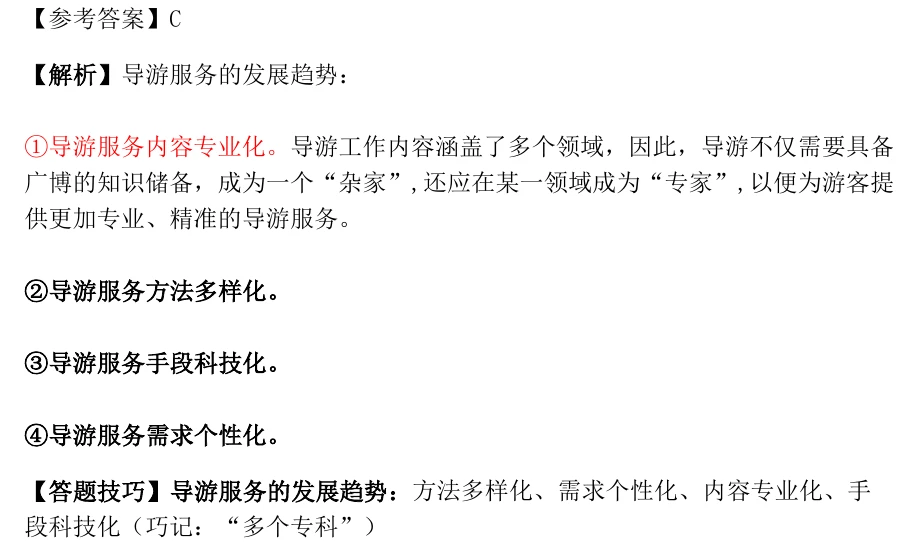 【参考答案】C
【解析】导游服务的发展趋势：
①导游服务内容专业化。导游工作内容涵盖了多个领域，因此，导游不仅需要具备
广博的知识储备，成为一个“杂家”,还应在某一领域成为“专家”,以便为游客提
供更加专业、精准的导游服务。
②导游服务方法多样化。
③导游服务手段科技化。
④导游服务需求个性化。
【答题技巧】导游服务的发展趋势：方法多样化、需求个性化、内容专业化、手
段科技化（巧记：“多个专科”）